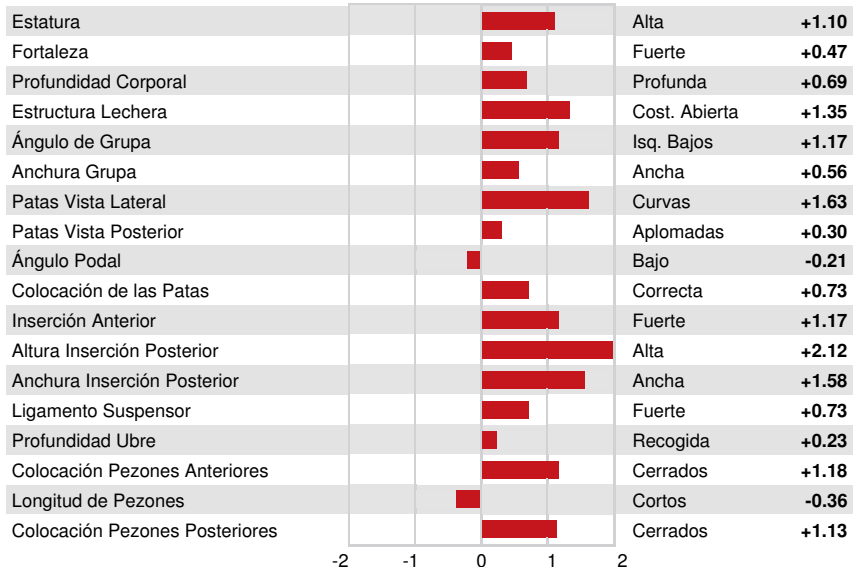 Estatura Alta +1.10
Fortaleza Fuerte +0.47
Profundidad Corporal Profunda +0.69
Estructura Lechera Cost. Abierta +1.35
Ángulo de Grupa Isq. Bajos +1.17
Anchura Grupa Ancha +0.56
Patas Vista Lateral Curvas +1.63
Patas Vista Posterior Aplomadas +0.30
Ángulo Podal Bajo -0.21
Colocación de las Patas Correcta +0.73
Inserción Anterior Fuerte +1.17
Altura Inserción Posterior Alta +2.12
Anchura Inserción Posterior Ancha +1.58
Ligamento Suspensor Fuerte +0.73
Profundidad Ubre Recogida +0.23
Colocación Pezones Anteriores Cerrados +1.18
Longitud de Pezones Cortos -0.36
Colocación Pezones Posteriores Cerrados +1.13
-2 -1 0 1 2